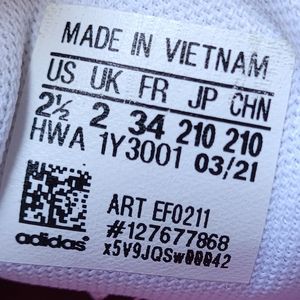 MADE IN VIETNAM
US UK FR JP CHN
2½ 2 34 210 210
HWA 1Y3001 03/21
ART EF0211
#127677868
adidas x5V9JQSw00042